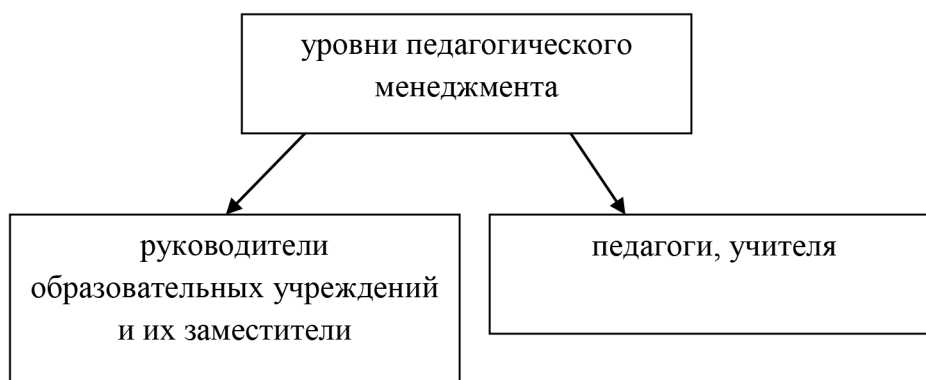 уровни педагогического
менеджмента
руководители
образовательных учреждений
и их заместители
педагоги, учителя